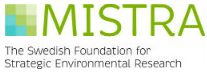 MISTRA
The Swedish Foundation for
Strategic Environmental Research